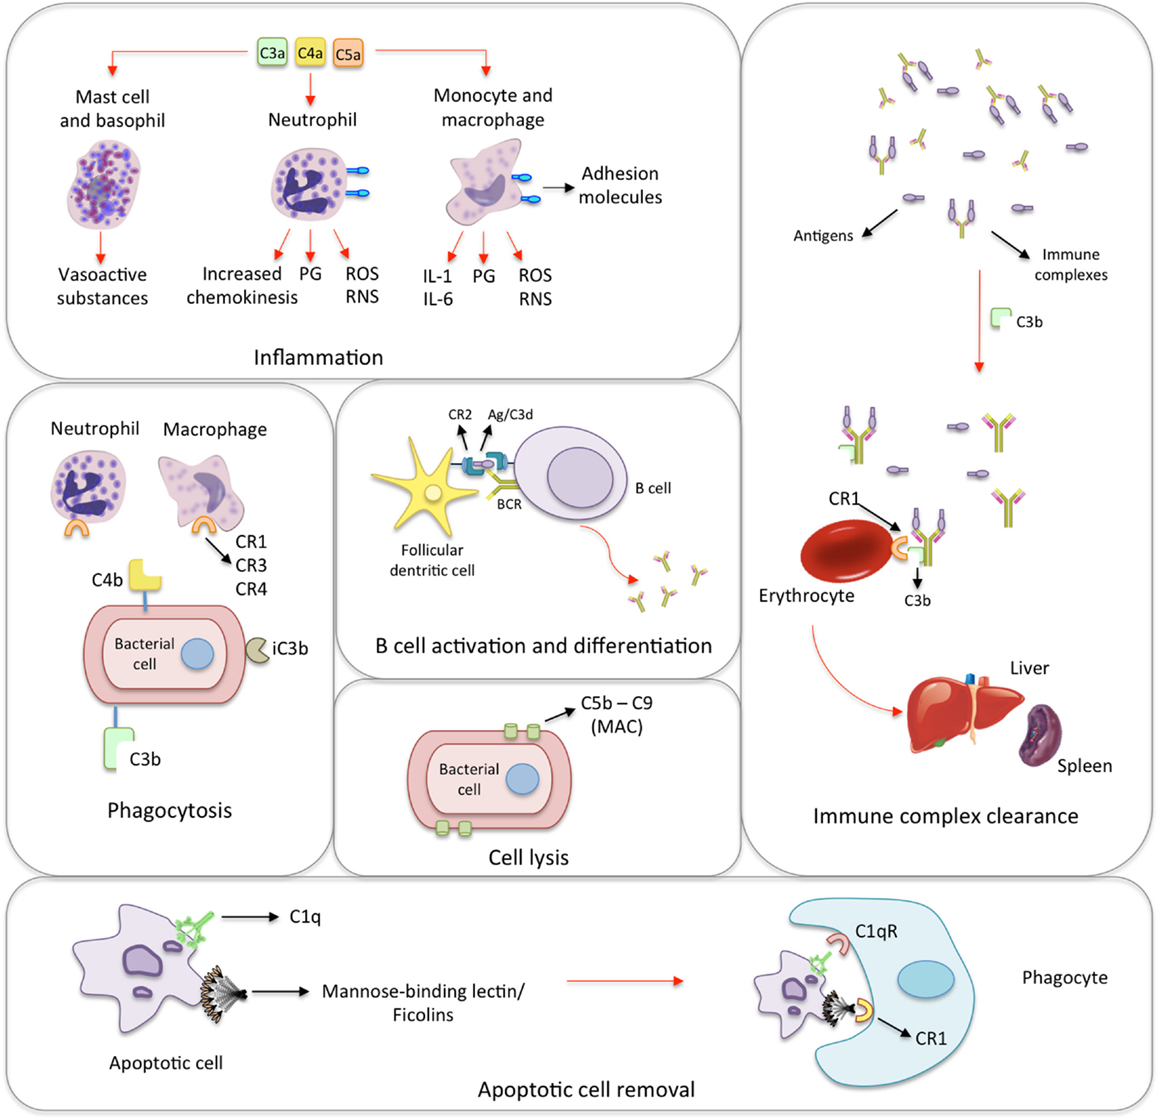 C3a C4a C5a
Mast cell
and basophil
Neutrophil
Monocyte and
macrophage
Adhesion
molecules
Vasoactive
substances
Increased
chemokinesis
PG
ROS
RNS
IL-1
IL-6
PG
ROS
RNS
Inflammation
Antigens
Immune
complexes
C3b
CR1
Erythrocyte
C3b
Liver
Spleen
Immune complex clearance
Neutrophil
Macrophage
CR1
CR3
CR4
C4b
Bacterial
cell
iC3b
C3b
Phagocytosis
CR2
Ag/C3d
BCR
B cell
Follicular
dentritic cell
B cell activation and differentiation
C5b – C9
(MAC)
Bacterial
cell
Cell lysis
C1q
Mannose-binding lectin/
Ficolins
Apoptotic cell
C1qR
Phagocyte
CR1
Apoptotic cell removal